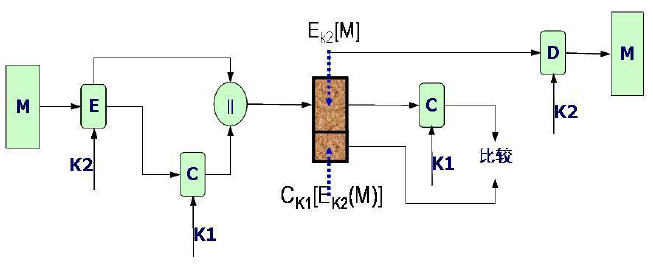 E_k2[M]
M
E
||
C
D
M
K2
C
K1
K2
K1
比较
C_K1[E_K2(M)]